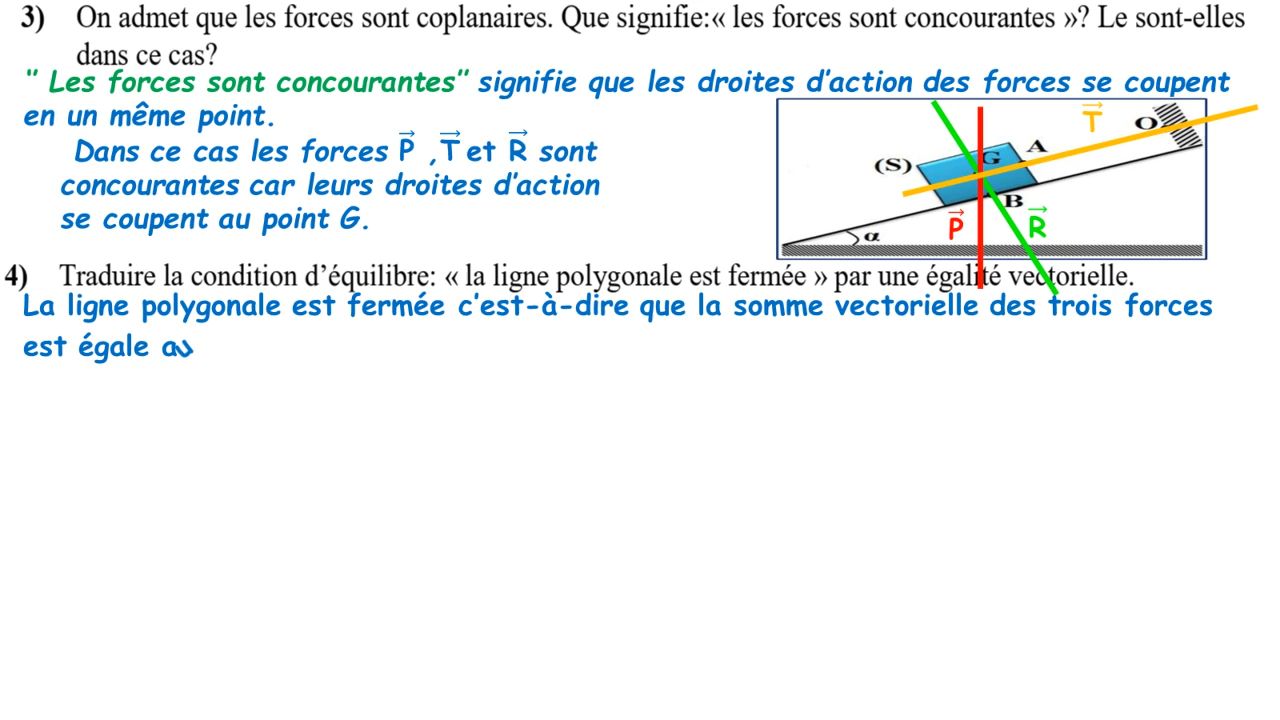 3) On admet que les forces sont coplanaires. Que signifie:« les forces sont concourantes »? Le sont-elles
dans ce cas?
“ Les forces sont concourantes” signifie que les droites d’action des forces se coupent
en un même point.
Dans ce cas les forces P⃗ , T⃗ et R⃗ sont
concourantes car leurs droites d’action
se coupent au point G.
T⃗
O
A
G
(S)
B
P⃗
R⃗
α
4) Traduire la condition d’équilibre: « la ligne polygonale est fermée » par une égalité vectorielle.
La ligne polygonale est fermée c’est-à-dire que la somme vectorielle des trois forces
est égale au